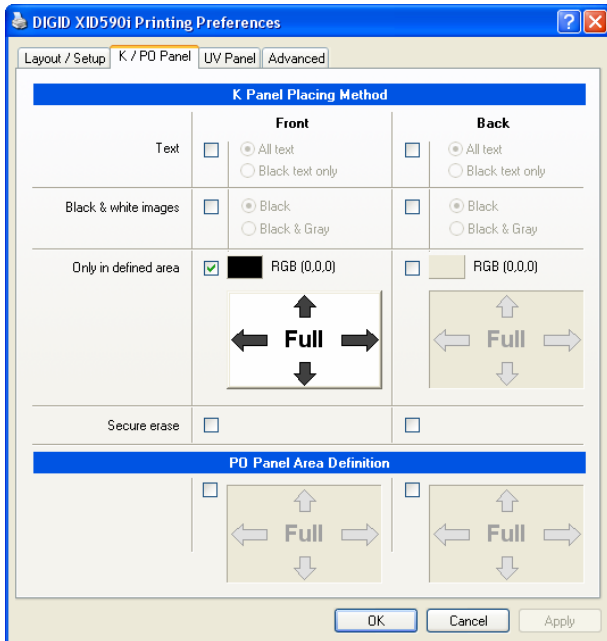 DIGID XID590i Printing Preferences
Layout / Setup K / PO Panel UV Panel Advanced
K Panel Placing Method
Front Back
Text All text All text
Black text only Black text only
Black & white images Black Black
Black & Gray Black & Gray
Only in defined area RGB (0,0,0) RGB (0,0,0)
Full Full
Secure erase
PO Panel Area Definition
Full Full
OK Cancel Apply